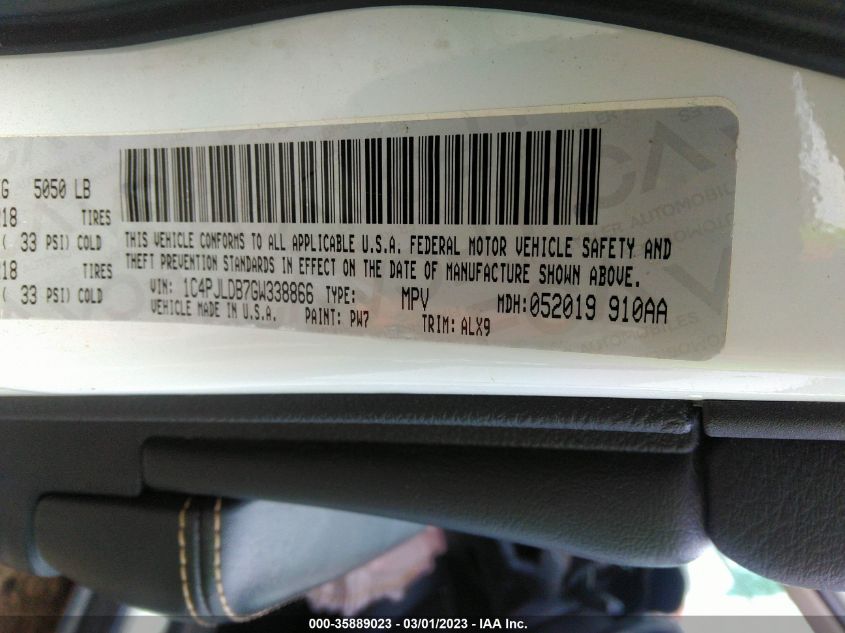 G 5050 LB
018 TIRES
( 33 PSI) COLD
018 TIRES
( 33 PSI) COLD
THIS VEHICLE CONFORMS TO ALL APPLICABLE U.S.A. FEDERAL MOTOR VEHICLE SAFETY AND
THEFT PREVENTION STANDARDS IN EFFECT ON THE DATE OF MANUFACTURE SHOWN ABOVE.
VIN: 1C4PJLDB7GW338866 TYPE: MPV MDH:052019 910AA
VEHICLE MADE IN U.S.A. PAINT: PW7 TRIM: ALX9
000-35889023 - 03/01/2023 - IAA Inc.